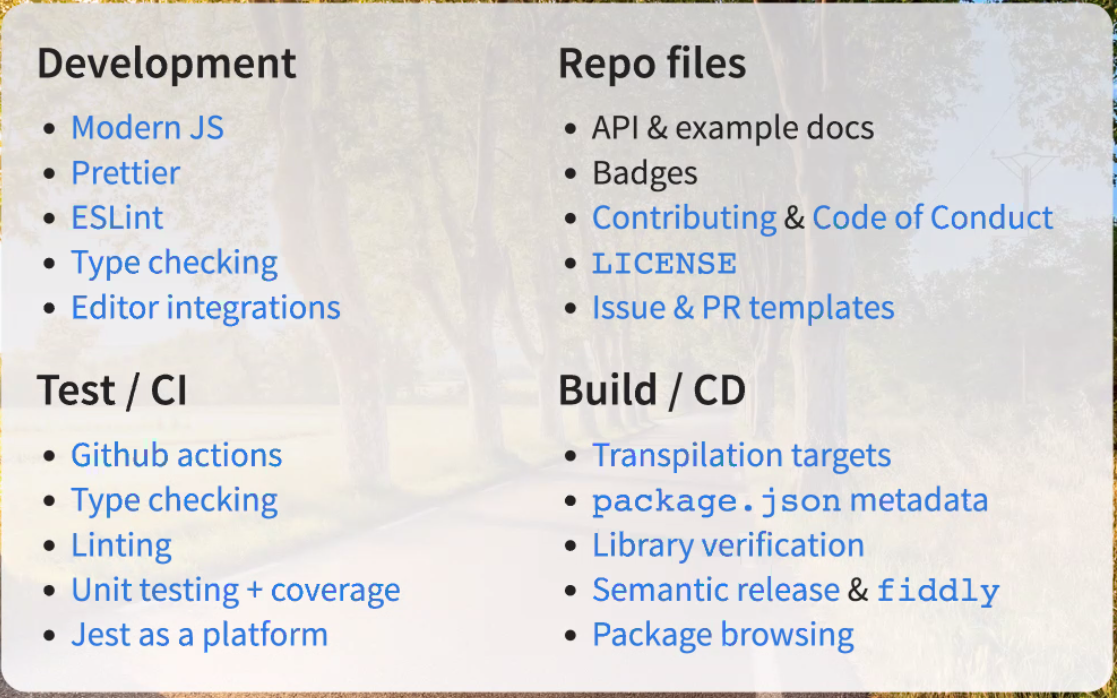 Development
Modern JS
Prettier
ESLint
Type checking
Editor integrations
Repo files
API & example docs
Badges
Contributing & Code of Conduct
LICENSE
Issue & PR templates
Test / CI
Github actions
Type checking
Linting
Unit testing + coverage
Jest as a platform
Build / CD
Transpilation targets
package.json metadata
Library verification
Semantic release & fiddly
Package browsing